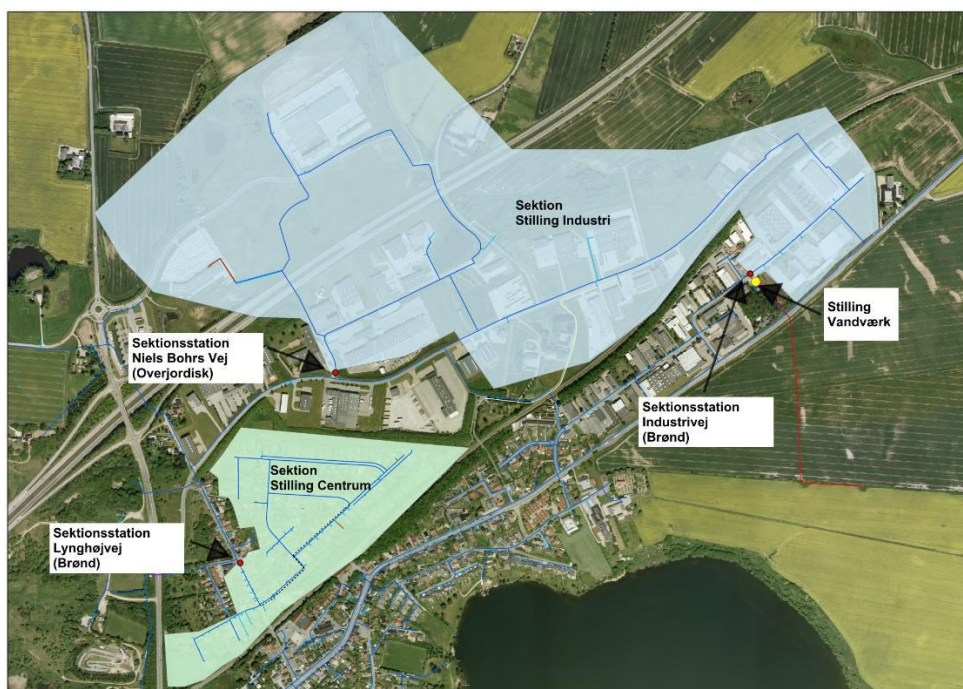 Sektion
Stilling Industri
Stilling
Vandværk
Sektionsstation
Niels Bohrs Vej
(Overjordisk)
Sektionsstation
Industrivej
(Brønd)
Sektion
Stilling Centrum
Sektionsstation
Lynghøjvej
(Brønd)